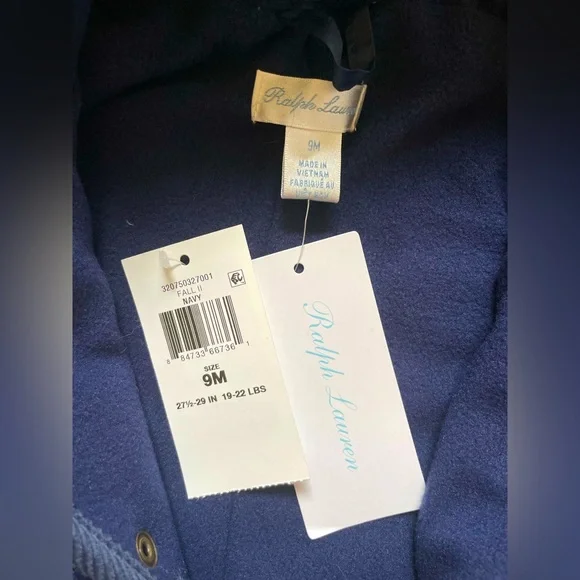 Ralph Lauren
9M
MADE IN
VIETNAM
FABRIQUÉ AU
320750327001
FALL II
NAVY
8 84733 66736 1
SIZE
9M
27½-29 IN 19-22 LBS
Ralph Lauren